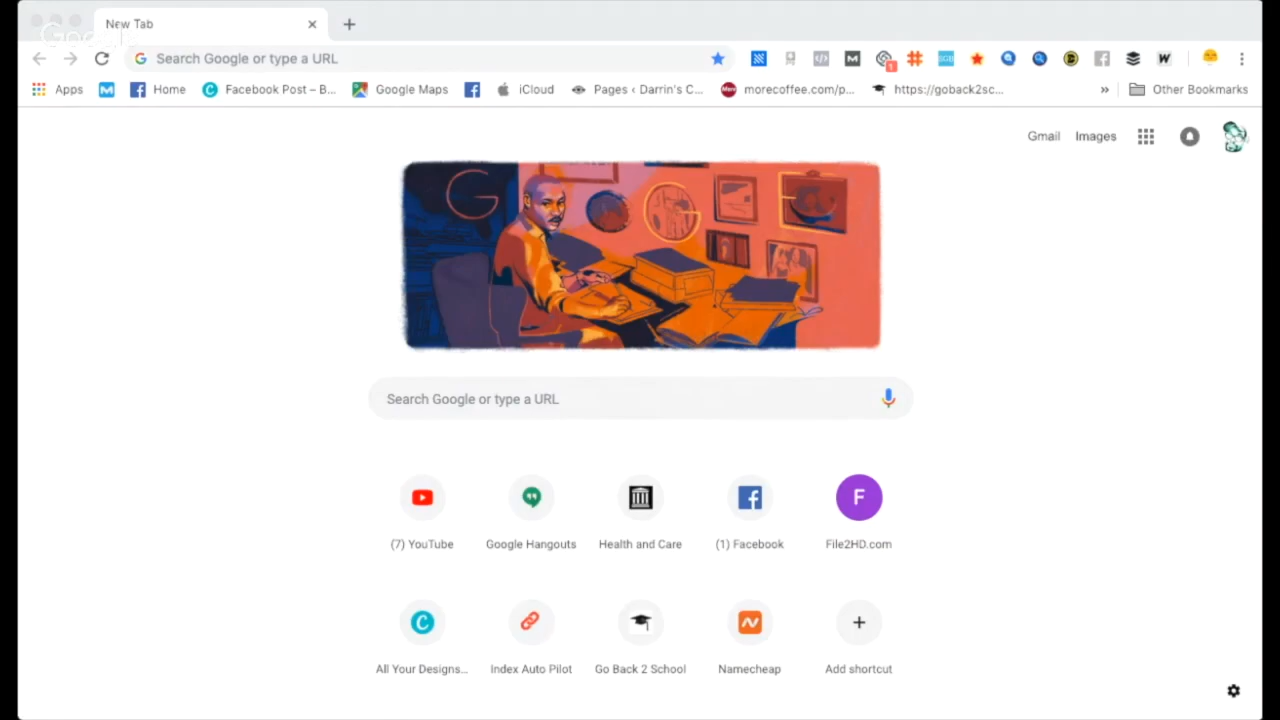 New Tab
Google
Search Google or type a URL
1
Apps
Home
Facebook Post – B...
Google Maps
iCloud
Pages ‹ Darrin's C...
morecoffee.com/p...
https://goback2sc...
»
Other Bookmarks
Gmail
Images
Search Google or type a URL
(7) YouTube
Google Hangouts
Health and Care
(1) Facebook
F
File2HD.com
All Your Designs...
Index Auto Pilot
Go Back 2 School
Namecheap
Add shortcut